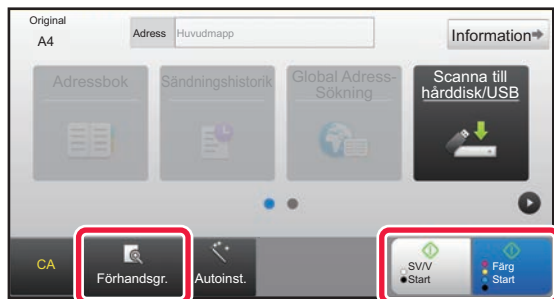 Original
A4
Adress
Huvudmapp
Information
Adressbok
Sändningshistorik
Global Adress-
Sökning
Scanna till
hårddisk/USB
CA
Förhandsgr.
Autoinst.
SV/V
Start
Färg
Start